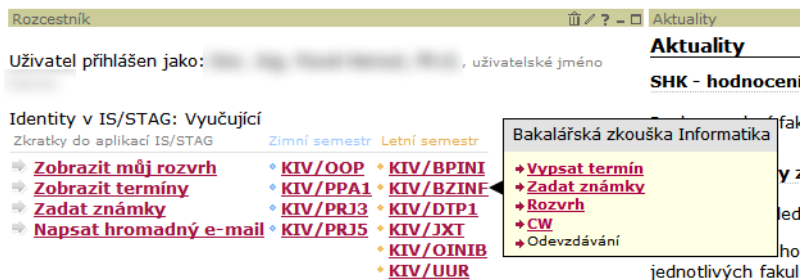 Rozcestník
Uživatel přihlášen jako: , uživatelské jméno
Identity v IS/STAG: Vyučující
Zkratky do aplikací IS/STAG
Zobrazit můj rozvrh
Zobrazit termíny
Zadat známky
Napsat hromadný e-mail
Zimní semestr
KIV/OOP
KIV/PPA1
KIV/PRJ3
KIV/PRJ5
Letní semestr
KIV/BPINI
KIV/BZINF
KIV/DTP1
KIV/JXT
KIV/OINIB
KIV/UUR
Bakalářská zkouška Informatika
Vypsat termín
Zadat známky
Rozvrh
CW
Odevzdávání
Aktuality
Aktuality
SHK - hodnocení
jednotlivých fakul